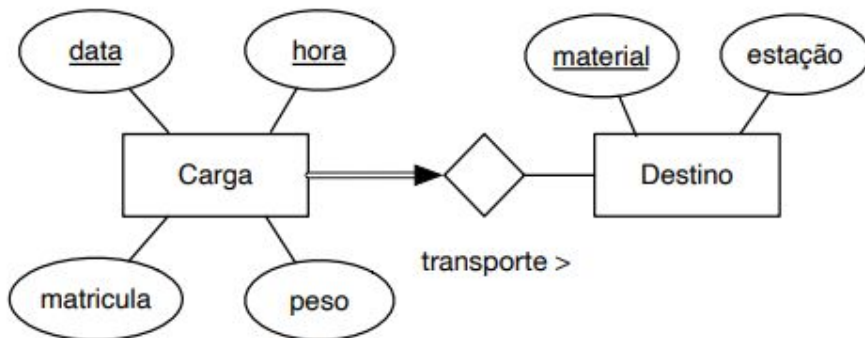 data
hora
material
estação
Carga
Destino
transporte >
matricula
peso